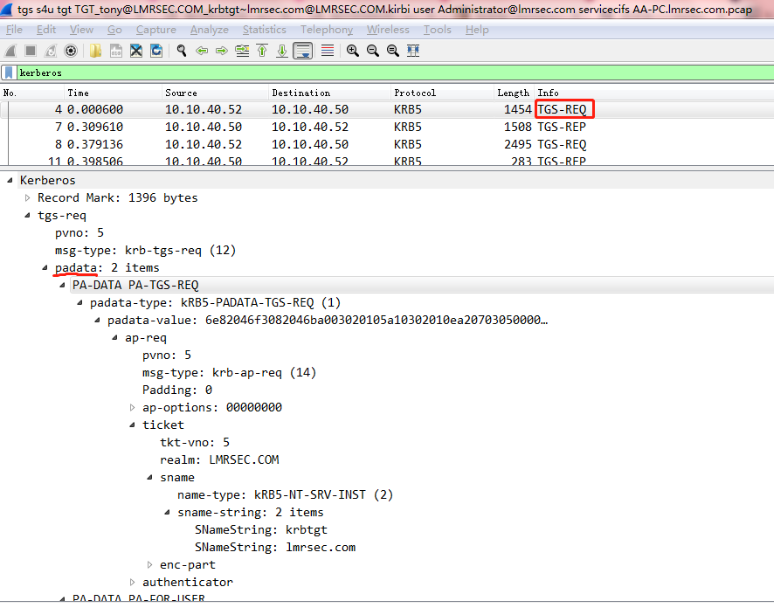 tgs s4u tgt TGT_tony@LMRSEC.COM_krbtgt~lmrsec.com@LMRSEC.COM.kirbi user Administrator@lmrsec.com servicecifs AA-PC.lmrsec.com.pcap
File Edit View Go Capture Analyze Statistics Telephony Wireless Tools Help
kerberos
No. Time Source Destination Protocol Length Info
4 0.000600 10.10.40.52 10.10.40.50 KRB5 1454 TGS-REQ
7 0.309610 10.10.40.50 10.10.40.52 KRB5 1508 TGS-REP
8 0.379136 10.10.40.52 10.10.40.50 KRB5 2495 TGS-REQ
11 0.398506 10.10.40.50 10.10.40.52 KRB5 283 TGS-REP
Kerberos
Record Mark: 1396 bytes
tgs-req
pvno: 5
msg-type: krb-tgs-req (12)
padata: 2 items
PA-DATA PA-TGS-REQ
padata-type: kRB5-PADATA-TGS-REQ (1)
padata-value: 6e82046f3082046ba003020105a10302010ea20703050000…
ap-req
pvno: 5
msg-type: krb-ap-req (14)
Padding: 0
ap-options: 00000000
ticket
tkt-vno: 5
realm: LMRSEC.COM
sname
name-type: kRB5-NT-SRV-INST (2)
sname-string: 2 items
SNameString: krbtgt
SNameString: lmrsec.com
enc-part
authenticator
PA-DATA PA-FOR-USER